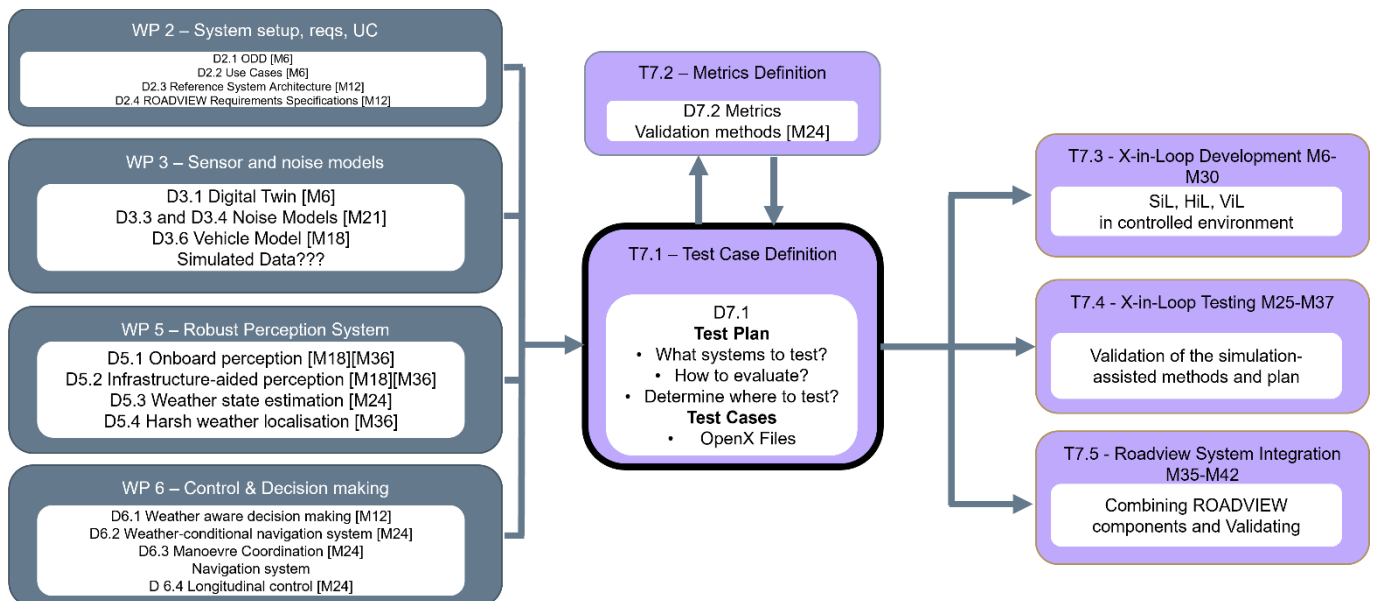 WP 2 – System setup, reqs, UC
D2.1 ODD [M6]
D2.2 Use Cases [M6]
D2.3 Reference System Architecture [M12]
D2.4 ROADVIEW Requirements Specifications [M12]
WP 3 – Sensor and noise models
D3.1 Digital Twin [M6]
D3.3 and D3.4 Noise Models [M21]
D3.6 Vehicle Model [M18]
Simulated Data???
WP 5 – Robust Perception System
D5.1 Onboard perception [M18][M36]
D5.2 Infrastructure-aided perception [M18][M36]
D5.3 Weather state estimation [M24]
D5.4 Harsh weather localisation [M36]
WP 6 – Control & Decision making
D6.1 Weather aware decision making [M12]
D6.2 Weather-conditional navigation system [M24]
D6.3 Manoevre Coordination [M24]
Navigation system
D 6.4 Longitudinal control [M24]
T7.2 – Metrics Definition
D7.2 Metrics
Validation methods [M24]
T7.1 – Test Case Definition
D7.1
Test Plan
• What systems to test?
• How to evaluate?
• Determine where to test?
Test Cases
• OpenX Files
T7.3 - X-in-Loop Development M6-
M30
SiL, HiL, ViL
in controlled environment
T7.4 - X-in-Loop Testing M25-M37
Validation of the simulation-
assisted methods and plan
T7.5 - Roadview System Integration
M35-M42
Combining ROADVIEW
components and Validating